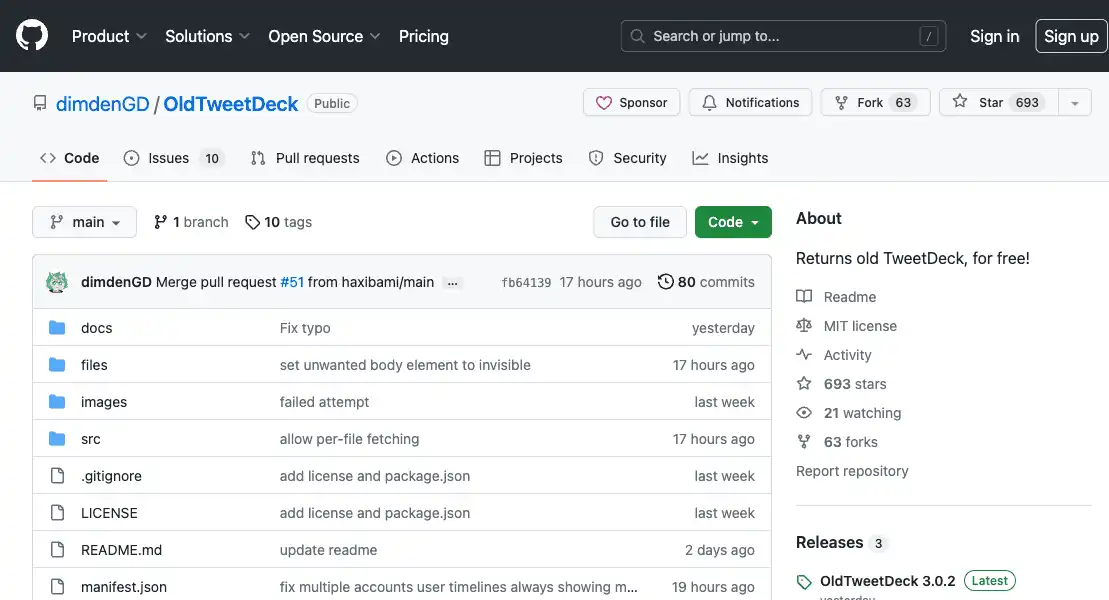 Product Solutions Open Source Pricing Search or jump to... / Sign in Sign up
dimdenGD / OldTweetDeck Public Sponsor Notifications Fork 63 Star 693
Code Issues 10 Pull requests Actions Projects Security Insights
main 1 branch 10 tags Go to file Code
dimdenGD Merge pull request #51 from haxibami/main ... fb64139 17 hours ago 80 commits
docs Fix typo yesterday
files set unwanted body element to invisible 17 hours ago
images failed attempt last week
src allow per-file fetching 17 hours ago
.gitignore add license and package.json last week
LICENSE add license and package.json last week
README.md update readme 2 days ago
manifest.json fix multiple accounts user timelines always showing m... 19 hours ago
About
Returns old TweetDeck, for free!
Readme
MIT license
Activity
693 stars
21 watching
63 forks
Report repository
Releases 3
OldTweetDeck 3.0.2 Latest
yesterday